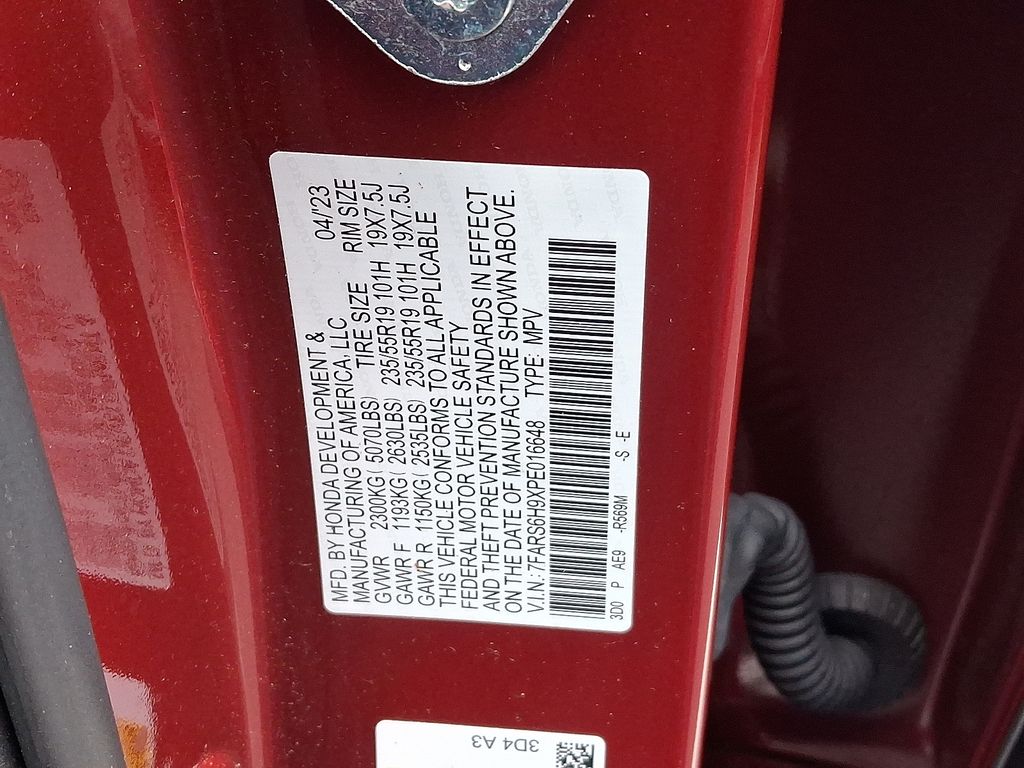 MFD. BY HONDA DEVELOPMENT & 04/'23
MANUFACTURING OF AMERICA, LLC
TIRE SIZE RIM SIZE
GVWR 2300KG( 5070LBS)
GAWR F 1193KG( 2630LBS) 235/55R19 101H 19X7.5J
GAWR R 1150KG( 2535LBS) 235/55R19 101H 19X7.5J
THIS VEHICLE CONFORMS TO ALL APPLICABLE
FEDERAL MOTOR VEHICLE SAFETY
AND THEFT PREVENTION STANDARDS IN EFFECT
ON THE DATE OF MANUFACTURE SHOWN ABOVE.
V.I.N.: 7FARS6H9XPE016648 TYPE: MPV
3D0 P AE9 -R569M -S -E
3D4 A3